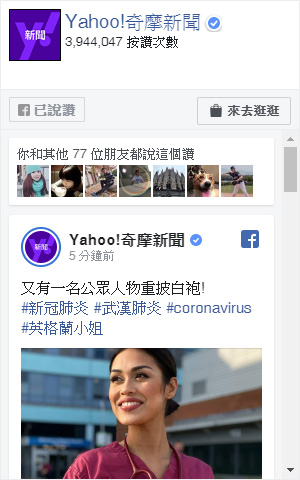 新聞
Yahoo!奇摩新聞
3,944,047 按讚次數
已說讚
來去逛逛
你和其他 77 位朋友都說這個讚
Yahoo!奇摩新聞
5 分鐘前
又有一名公眾人物重披白袍!
#新冠肺炎 #武漢肺炎 #coronavirus
#英格蘭小姐